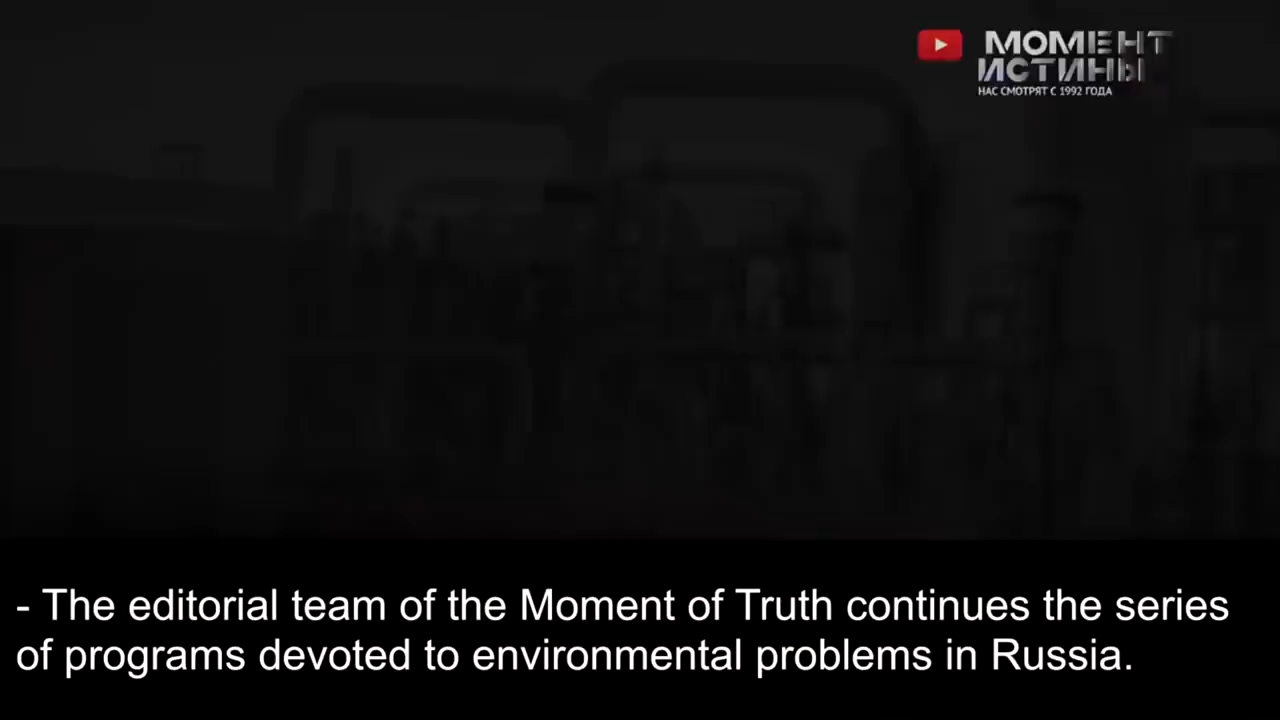 МОМЕНТ
ИСТИНЫ
НАС СМОТРЯТ С 1992 ГОДА
- The editorial team of the Moment of Truth continues the series
of programs devoted to environmental problems in Russia.